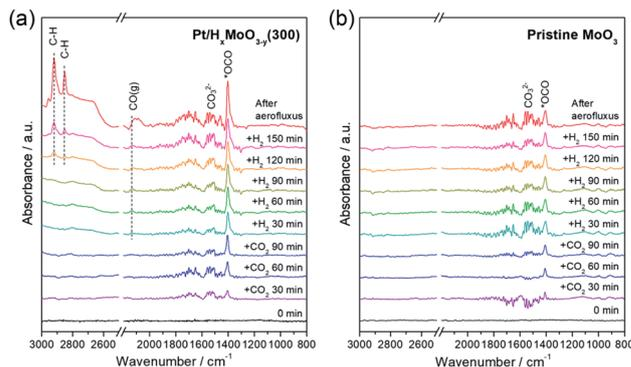 (a)
C-H
C-H
Pt/HₓMoO₃₋ᵧ(300)
CO(g)
CO₃²⁻
*OCO
After
aerofluxus
+H₂ 150 min
+H₂ 120 min
+H₂ 90 min
+H₂ 60 min
+H₂ 30 min
+CO₂ 90 min
+CO₂ 60 min
+CO₂ 30 min
0 min
Absorbance / a.u.
3000 2800 2600 2000 1800 1600 1400 1200 1000 800
Wavenumber / cm⁻¹
(b)
Pristine MoO₃
CO₃²⁻
*OCO
After
aerofluxus
+H₂ 150 min
+H₂ 120 min
+H₂ 90 min
+H₂ 60 min
+H₂ 30 min
+CO₂ 90 min
+CO₂ 60 min
+CO₂ 30 min
0 min
Absorbance / a.u.
3000 2800 2600 2000 1800 1600 1400 1200 1000 800
Wavenumber / cm⁻¹